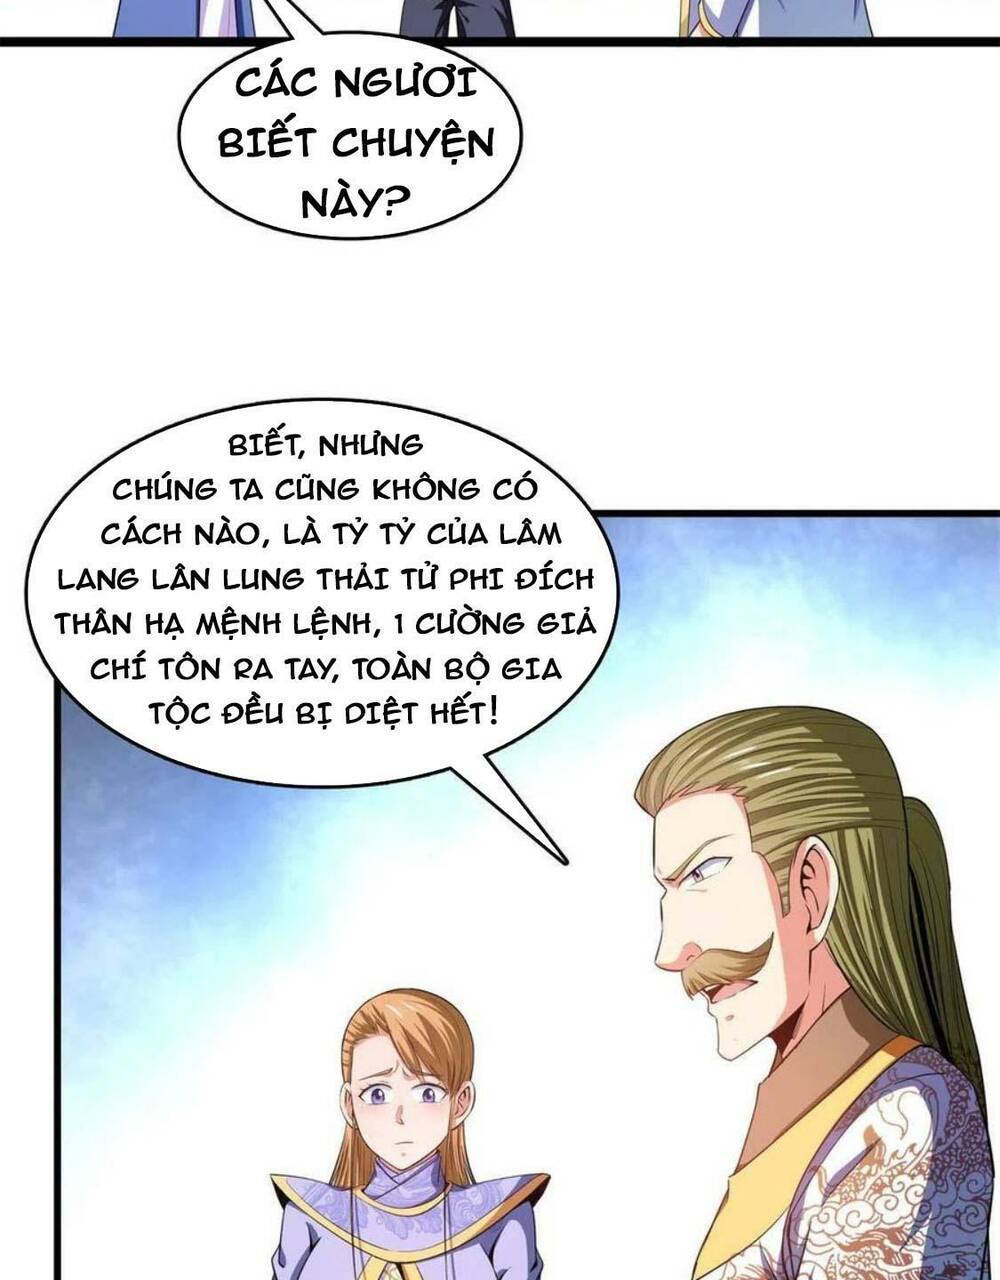 CÁC NGƯƠI
BIẾT CHUYỆN
NÀY?
BIẾT, NHƯNG
CHÚNG TA CŨNG KHÔNG CÓ
CÁCH NÀO, LÀ TỶ TỶ CỦA LÂM
LANG LÂN LUNG THẢI TỬ PHI ĐÍCH
THÂN HẠ MỆNH LỆNH, 1 CƯỜNG GIẢ
CHÍ TÔN RA TAY, TOÀN BỘ GIA
TỘC ĐỀU BỊ DIỆT HẾT!